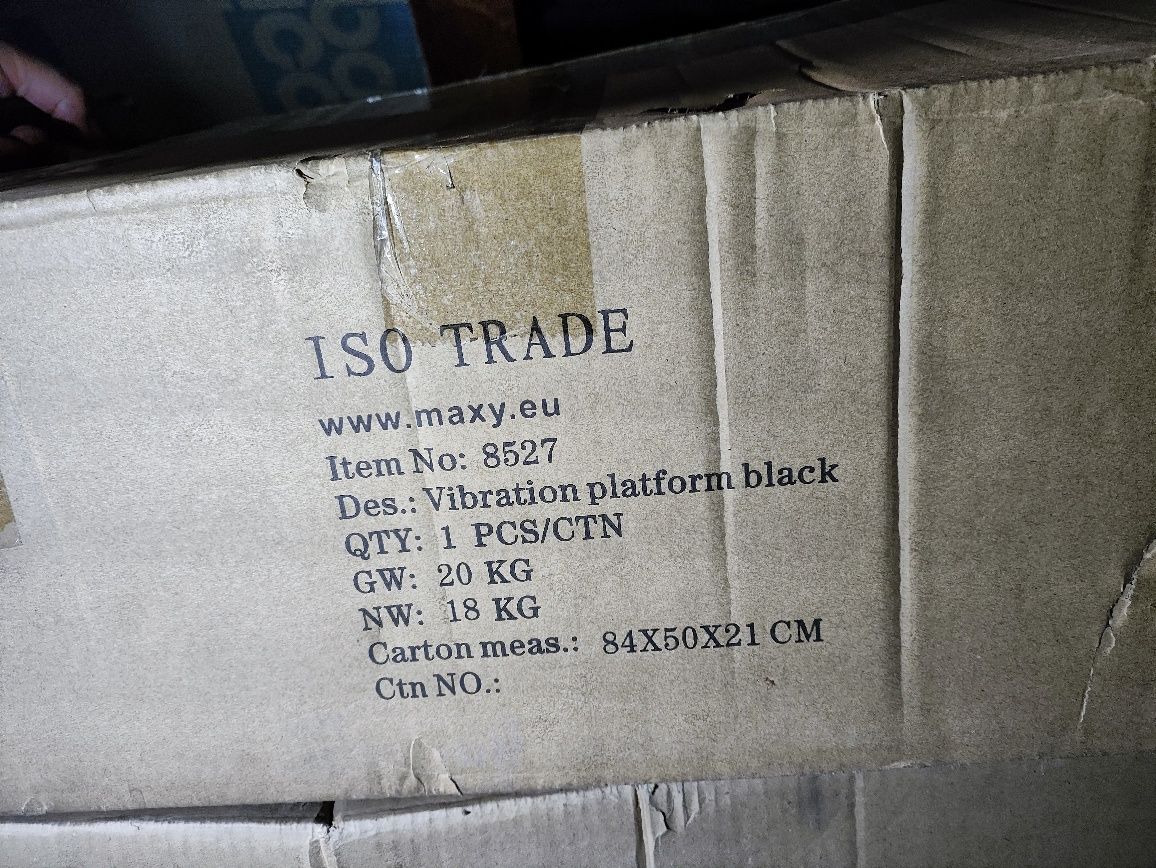 ISO TRADE
www.maxy.eu
Item No: 8527
Des.: Vibration platform black
QTY: 1 PCS/CTN
GW: 20 KG
NW: 18 KG
Carton meas.: 84X50X21 CM
Ctn NO.: